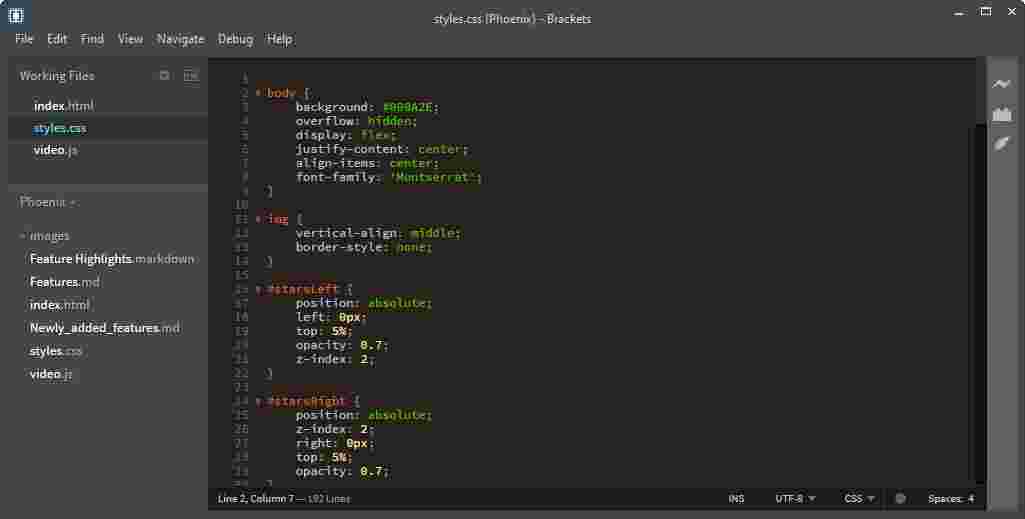 styles.css (Phoenix) - Brackets
File Edit Find View Navigate Debug Help
Working Files
index.html
styles.css
video.js
Phoenix
images
Feature Highlights.markdown
Features.md
index.html
Newly_added_features.md
styles.css
video.js
1
2 body {
3 background: #000A2E;
4 overflow: hidden;
5 display: flex;
6 justify-content: center;
7 align-items: center;
8 font-family: 'Montserrat';
9 }
10
11 img {
12 vertical-align: middle;
13 border-style: none;
14 }
15
16 #starsLeft {
17 position: absolute;
18 left: 0px;
19 top: 5%;
20 opacity: 0.7;
21 z-index: 2;
22 }
23
24 #starsRight {
25 position: absolute;
26 z-index: 2;
27 right: 0px;
28 top: 5%;
29 opacity: 0.7;
Line 2, Column 7 — 192 Lines INS UTF-8 CSS Spaces: 4